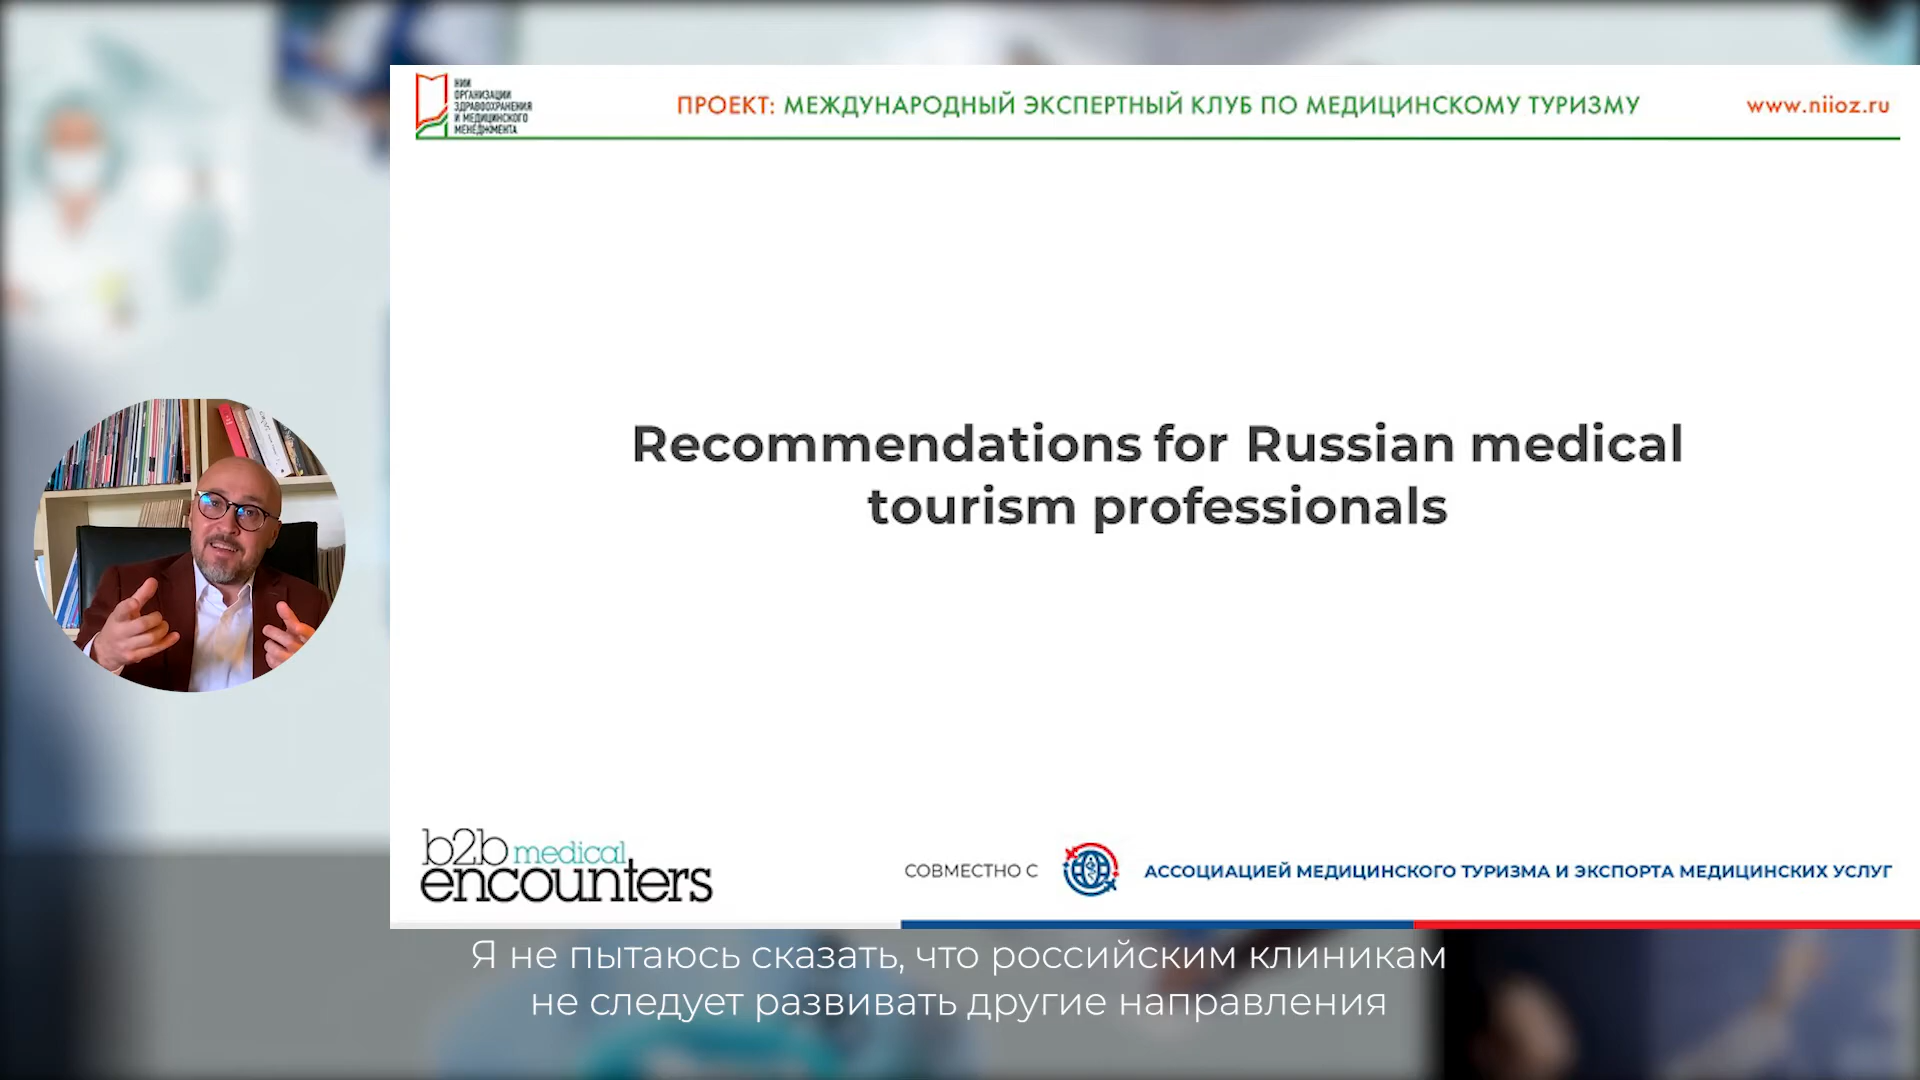 НИИ
ОРГАНИЗАЦИИ
ЗДРАВООХРАНЕНИЯ
И МЕДИЦИНСКОГО
МЕНЕДЖМЕНТА
ПРОЕКТ: МЕЖДУНАРОДНЫЙ ЭКСПЕРТНЫЙ КЛУБ ПО МЕДИЦИНСКОМУ ТУРИЗМУ
www.niioz.ru
Recommendations for Russian medical
tourism professionals
b2b medical
encounters
СОВМЕСТНО С
АССОЦИАЦИЕЙ МЕДИЦИНСКОГО ТУРИЗМА И ЭКСПОРТА МЕДИЦИНСКИХ УСЛУГ
Я не пытаюсь сказать, что российским клиникам
не следует развивать другие направления